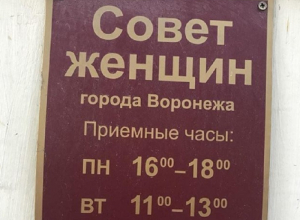 Совет
женщин
города Воронежа
Приемные часы:
ПН 16⁰⁰–18⁰⁰
ВТ 11⁰⁰–13⁰⁰